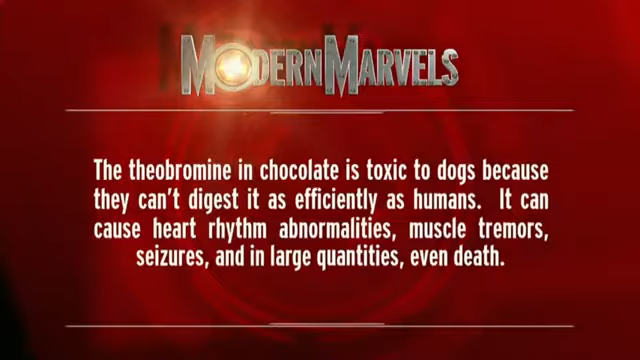 MODERN MARVELS
The theobromine in chocolate is toxic to dogs because
they can't digest it as efficiently as humans. It can
cause heart rhythm abnormalities, muscle tremors,
seizures, and in large quantities, even death.